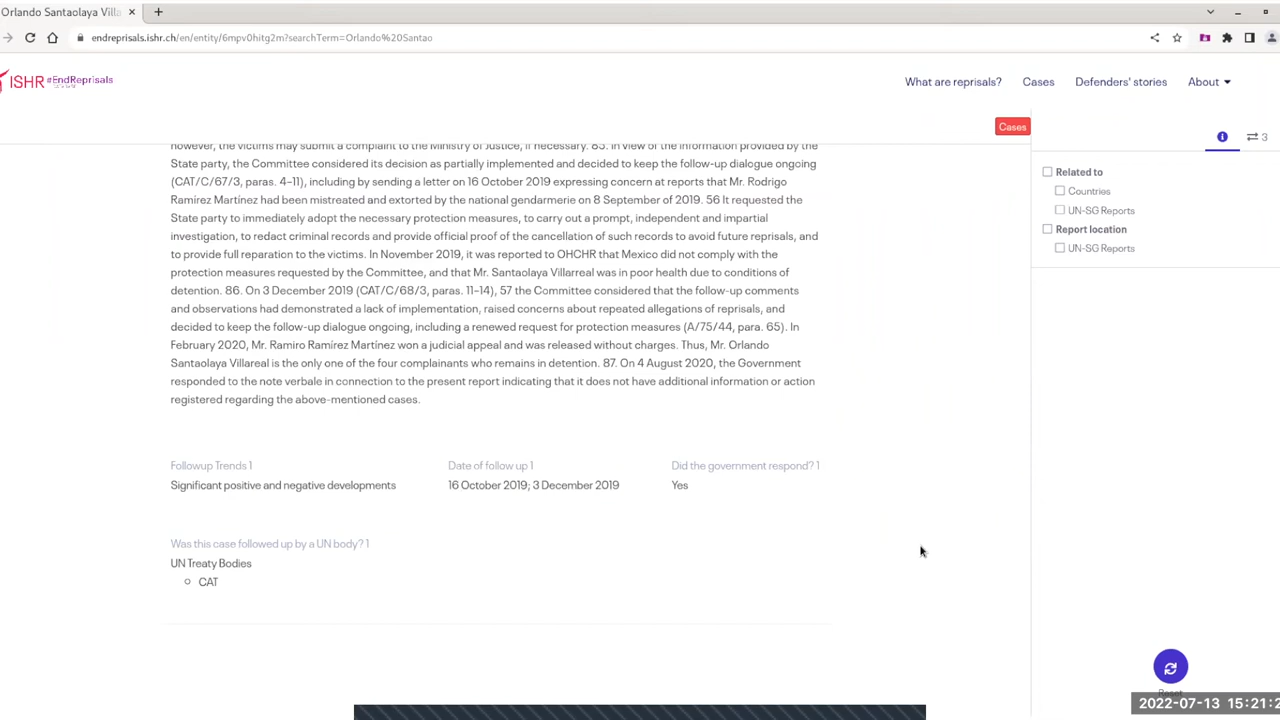 Orlando Santaolaya Villa
endreprisals.ishr.ch/en/entity/6mpv0hitg2m?searchTerm=Orlando%20Santao
ISHR #EndReprisals
What are reprisals? Cases Defenders' stories About
Cases
3
however, the victims may submit a complaint to the Ministry of Justice, if necessary. 85. In view of the information provided by the
State party, the Committee considered its decision as partially implemented and decided to keep the follow-up dialogue ongoing
(CAT/C/67/3, paras. 4–11), including by sending a letter on 16 October 2019 expressing concern at reports that Mr. Rodrigo
Ramírez Martínez had been mistreated and extorted by the national gendarmerie on 8 September of 2019. 56 It requested the
State party to immediately adopt the necessary protection measures, to carry out a prompt, independent and impartial
investigation, to redact criminal records and provide official proof of the cancellation of such records to avoid future reprisals, and
to provide full reparation to the victims. In November 2019, it was reported to OHCHR that Mexico did not comply with the
protection measures requested by the Committee, and that Mr. Santaolaya Villarreal was in poor health due to conditions of
detention. 86. On 3 December 2019 (CAT/C/68/3, paras. 11–14), 57 the Committee considered that the follow-up comments
and observations had demonstrated a lack of implementation, raised concerns about repeated allegations of reprisals, and
decided to keep the follow-up dialogue ongoing, including a renewed request for protection measures (A/75/44, para. 65). In
February 2020, Mr. Ramiro Ramírez Martínez won a judicial appeal and was released without charges. Thus, Mr. Orlando
Santaolaya Villareal is the only one of the four complainants who remains in detention. 87. On 4 August 2020, the Government
responded to the note verbale in connection to the present report indicating that it does not have additional information or action
registered regarding the above-mentioned cases.
Followup Trends 1
Significant positive and negative developments
Date of follow up 1
16 October 2019; 3 December 2019
Did the government respond? 1
Yes
Was this case followed up by a UN body? 1
UN Treaty Bodies
CAT
Related to
Countries
UN-SG Reports
Report location
UN-SG Reports
Reset
2022-07-13 15:21:2